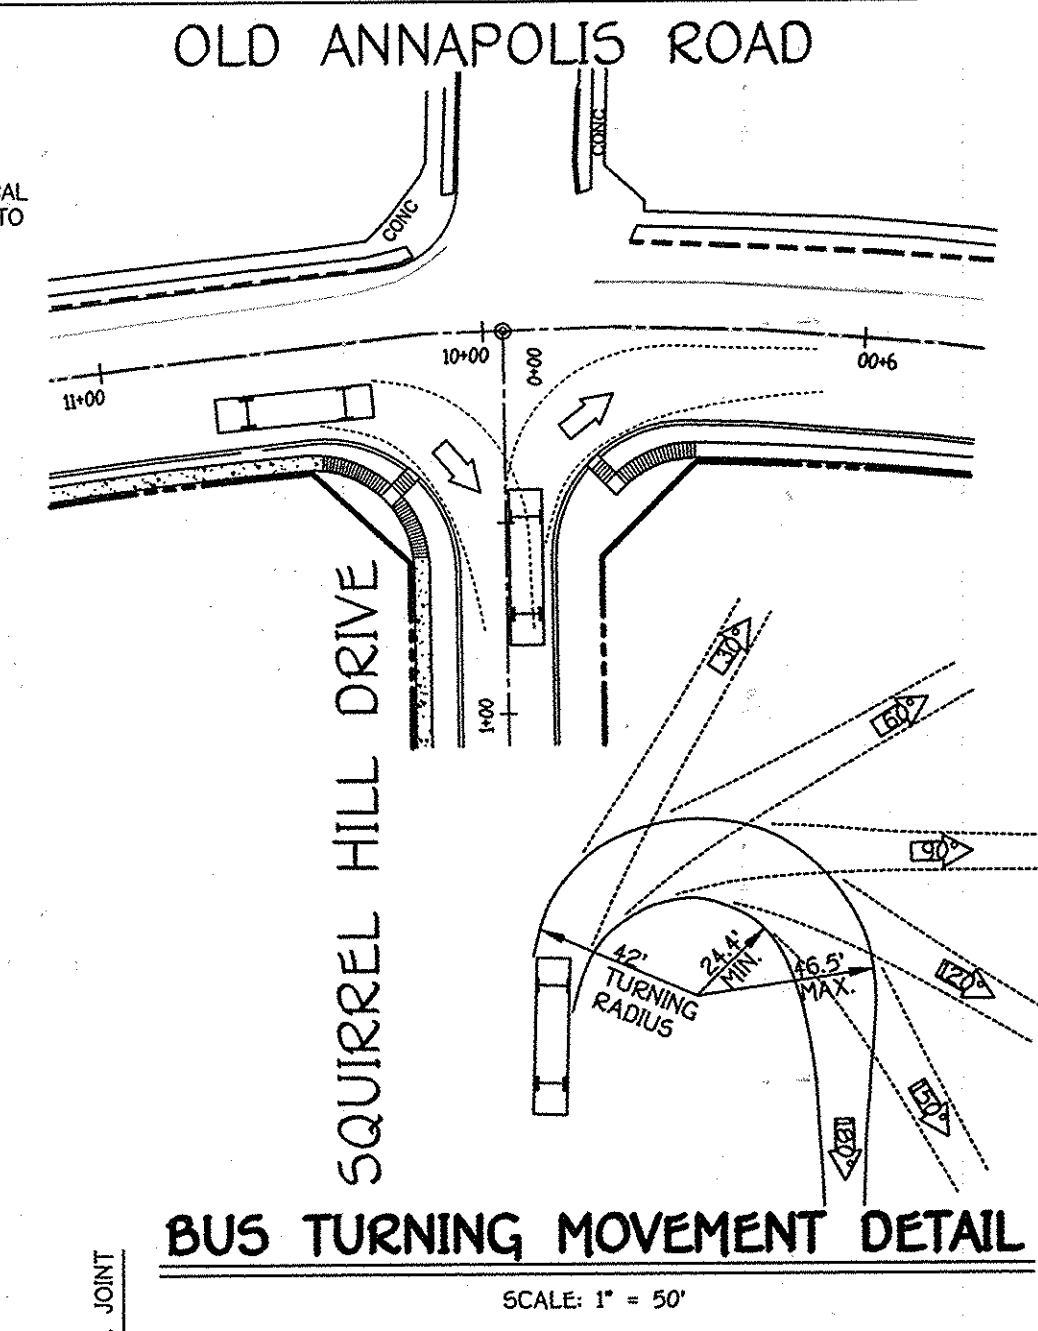 OLD ANNAPOLIS ROAD
CAL
TO
CONC
CONC
11+00
10+00
0+00
00+6
1+00
SQUIRREL HILL DRIVE
30°
60°
90°
120°
150°
180°
42'
TURNING
RADIUS
24.4'
MIN.
46.5'
MAX.
BUS TURNING MOVEMENT DETAIL
JOINT
SCALE: 1" = 50'